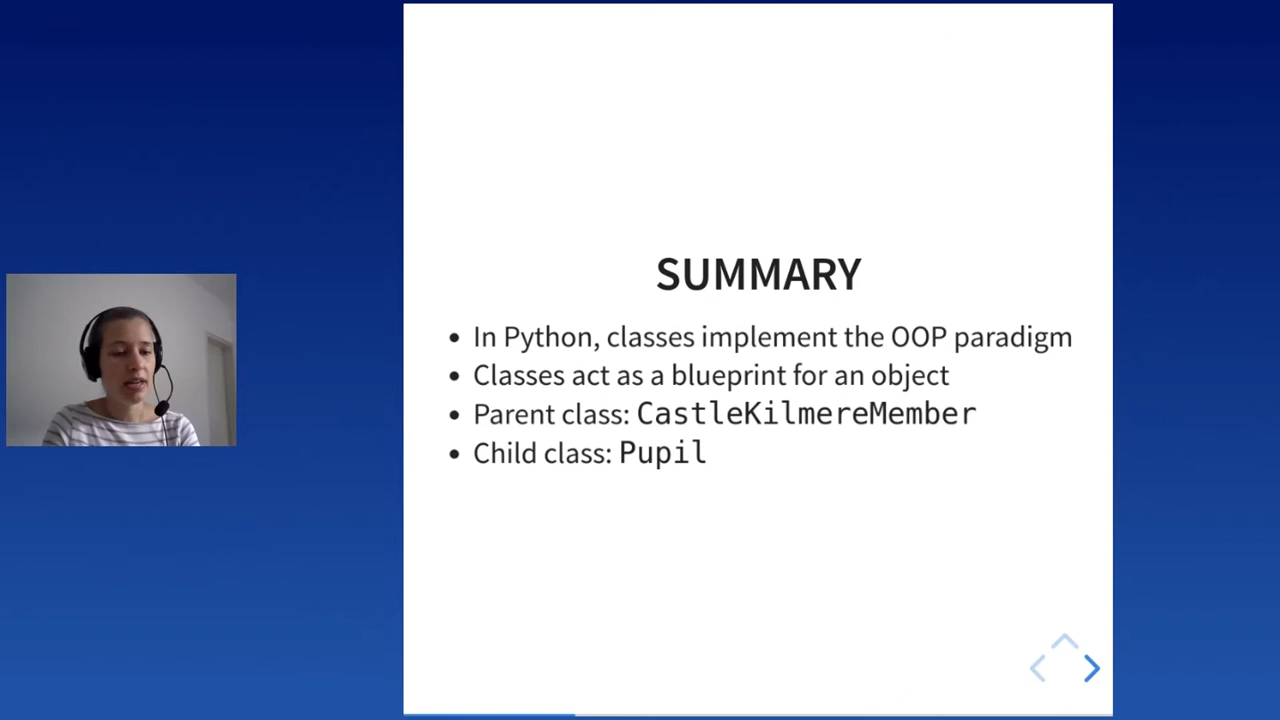 SUMMARY
• In Python, classes implement the OOP paradigm
• Classes act as a blueprint for an object
• Parent class: CastleKilmereMember
• Child class: Pupil